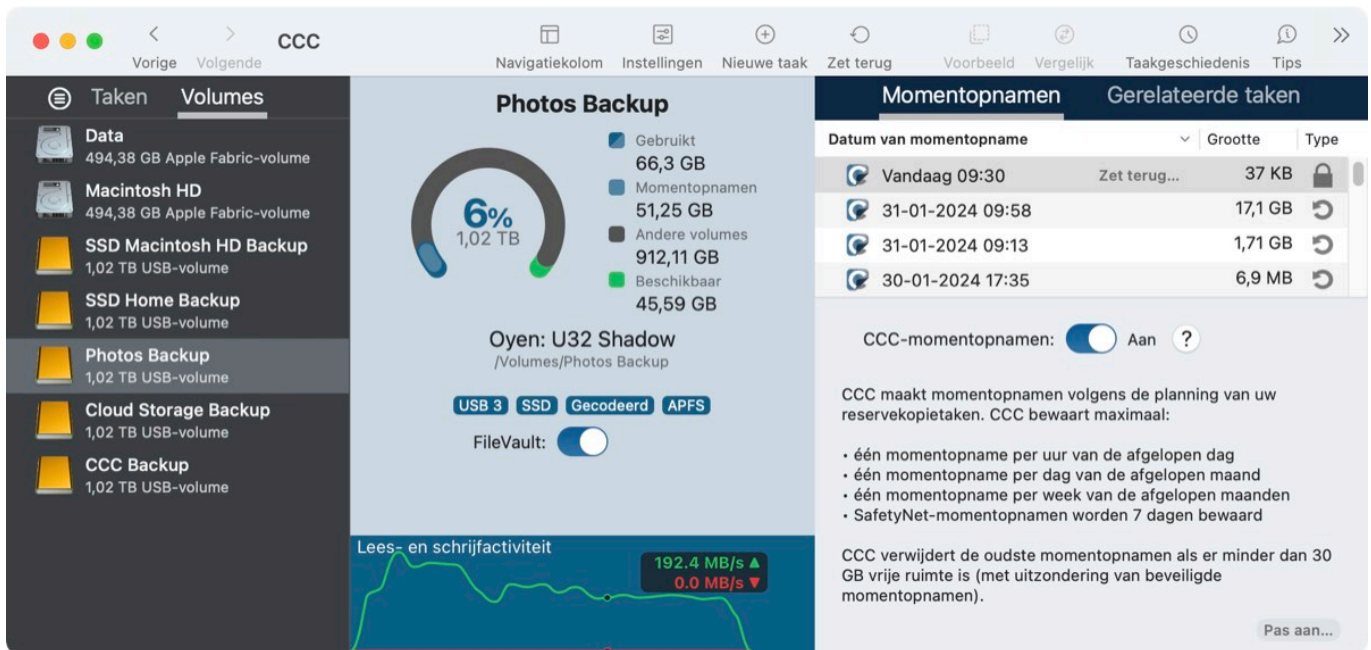 CCC
Vorige
Volgende
Navigatiekolom
Instellingen
Nieuwe taak
Zet terug
Voorbeeld
Vergelijk
Taakgeschiedenis
Tips
Taken
Volumes
Data
494,38 GB Apple Fabric-volume
Macintosh HD
494,38 GB Apple Fabric-volume
SSD Macintosh HD Backup
1,02 TB USB-volume
SSD Home Backup
1,02 TB USB-volume
Photos Backup
1,02 TB USB-volume
Cloud Storage Backup
1,02 TB USB-volume
CCC Backup
1,02 TB USB-volume
Photos Backup
6%
1,02 TB
Gebruikt
66,3 GB
Momentopnamen
51,25 GB
Andere volumes
912,11 GB
Beschikbaar
45,59 GB
Oyen: U32 Shadow
/Volumes/Photos Backup
USB 3 SSD Gecodeerd APFS
FileVault:
Lees- en schrijfactiviteit
192.4 MB/s ▲
0.0 MB/s ▼
Momentopnamen
Gerelateerde taken
Datum van momentopname Grootte Type
Vandaag 09:30 Zet terug... 37 KB
31-01-2024 09:58 17,1 GB
31-01-2024 09:13 1,71 GB
30-01-2024 17:35 6,9 MB
CCC-momentopnamen: Aan ?
CCC maakt momentopnamen volgens de planning van uw
reservekopietaken. CCC bewaart maximaal:
• één momentopname per uur van de afgelopen dag
• één momentopname per dag van de afgelopen maand
• één momentopname per week van de afgelopen maanden
• SafetyNet-momentopnamen worden 7 dagen bewaard
CCC verwijdert de oudste momentopnamen als er minder dan 30
GB vrije ruimte is (met uitzondering van beveiligde
momentopnamen).
Pas aan...